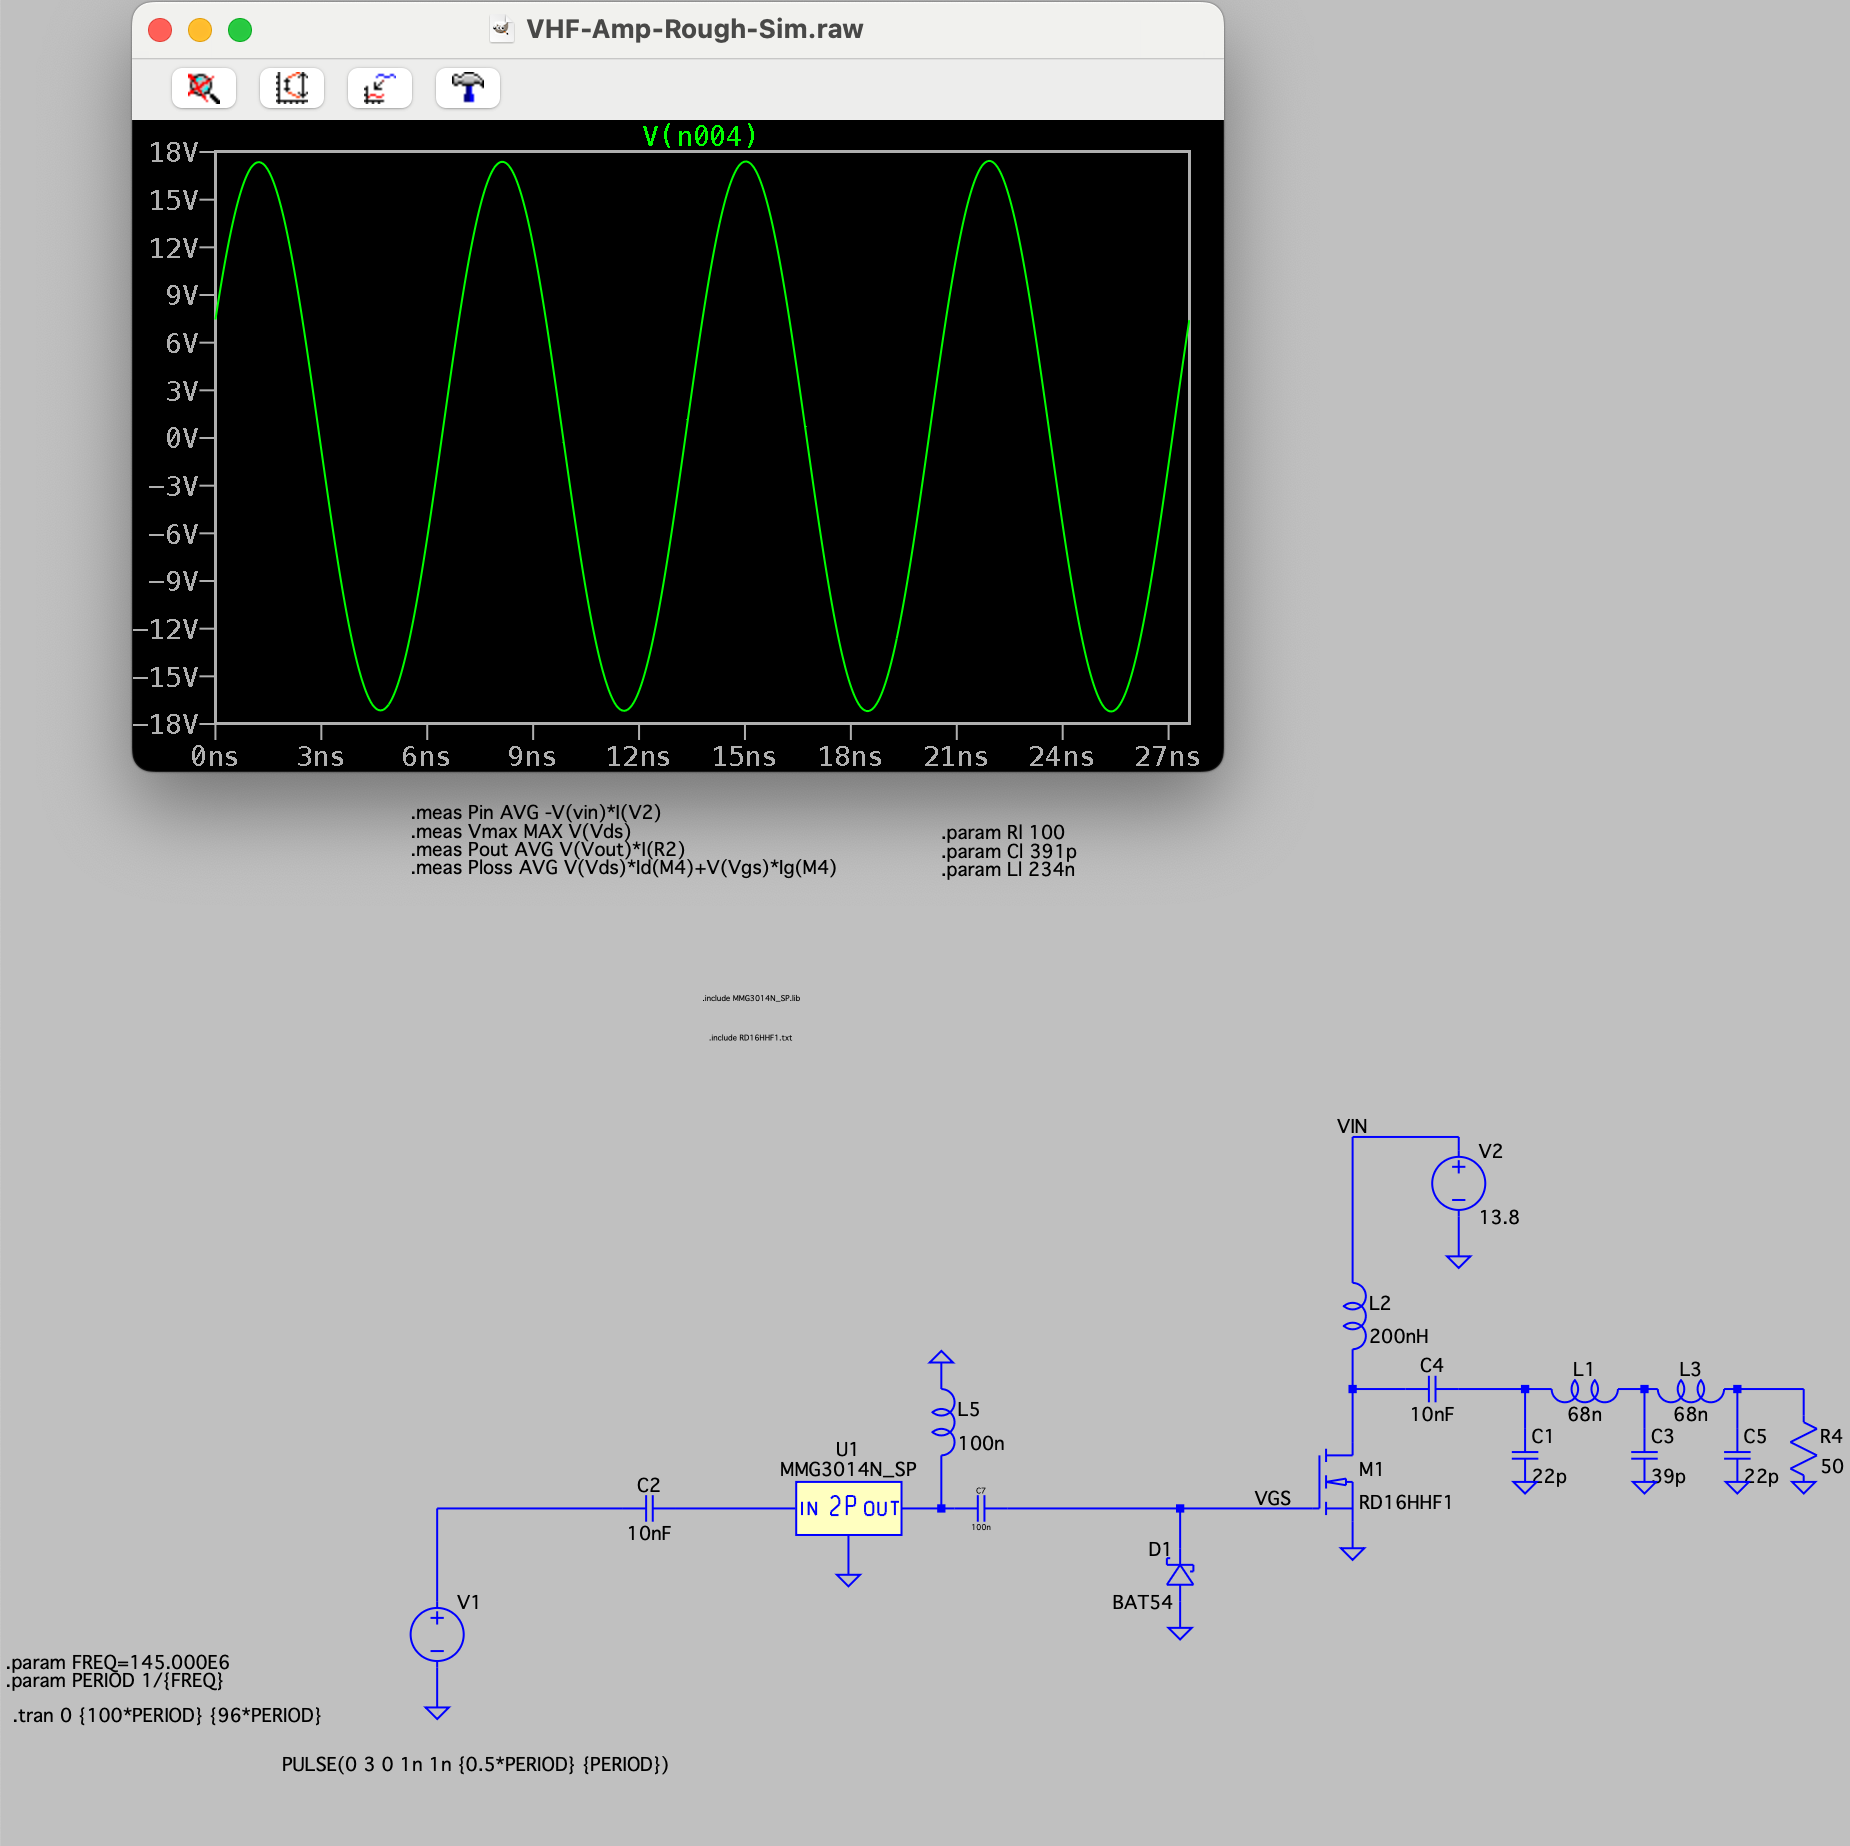 VHF-Amp-Rough-Sim.raw
V(n004)
18V
15V
12V
9V
6V
3V
0V
−3V
−6V
−9V
−12V
−15V
−18V
0ns 3ns 6ns 9ns 12ns 15ns 18ns 21ns 24ns 27ns
.meas Pin AVG -V(vin)*I(V2)
.meas Vmax MAX V(Vds)
.meas Pout AVG V(Vout)*I(R2)
.meas Ploss AVG V(Vds)*Id(M4)+V(Vgs)*Ig(M4)
.param Rl 100
.param Cl 391p
.param Ll 234n
.include MMG3014N_SP.lib
.include RD16HHF1.txt
VIN
V2
13.8
L2
200nH
C4
10nF
L1
68n
L3
68n
C1
22p
C3
39p
C5
22p
R4
50
L5
100n
U1
MMG3014N_SP
IN 2P OUT
C2
10nF
C7
100n
VGS
M1
RD16HHF1
D1
BAT54
V1
.param FREQ=145.000E6
.param PERIOD 1/{FREQ}
.tran 0 {100*PERIOD} {96*PERIOD}
PULSE(0 3 0 1n 1n {0.5*PERIOD} {PERIOD})